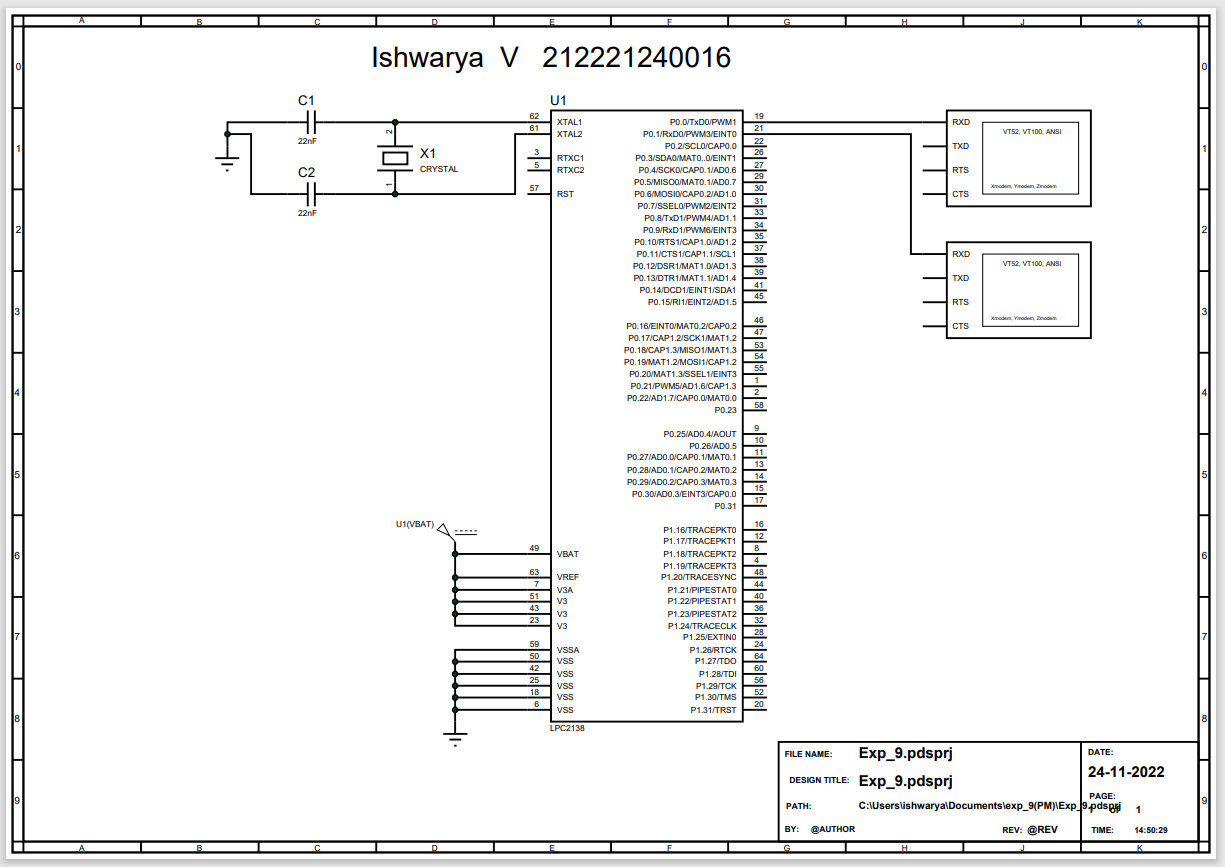 A B C D E F G H J K
Ishwarya V 212221240016
0 0
1 1
2 2
3 3
4 4
5 5
6 6
7 7
8 8
9 9
C1
22nF
C2
22nF
2
X1
CRYSTAL
1
U1
62 XTAL1
61 XTAL2
3 RTXC1
5 RTXC2
57 RST
U1(VBAT)
49 VBAT
63 VREF
7 V3A
51 V3
43 V3
23 V3
59 VSSA
50 VSS
42 VSS
25 VSS
18 VSS
6 VSS
P0.0/TxD0/PWM1 19
P0.1/RxD0/PWM3/EINT0 21
P0.2/SCL0/CAP0.0 22
P0.3/SDA0/MAT0..0/EINT1 26
P0.4/SCK0/CAP0.1/AD0.6 27
P0.5/MISO0/MAT0.1/AD0.7 29
P0.6/MOSI0/CAP0.2/AD1.0 30
P0.7/SSEL0/PWM2/EINT2 31
P0.8/TxD1/PWM4/AD1.1 33
P0.9/RxD1/PWM6/EINT3 34
P0.10/RTS1/CAP1.0/AD1.2 35
P0.11/CTS1/CAP1.1/SCL1 37
P0.12/DSR1/MAT1.0/AD1.3 38
P0.13/DTR1/MAT1.1/AD1.4 39
P0.14/DCD1/EINT1/SDA1 41
P0.15/RI1/EINT2/AD1.5 45
P0.16/EINT0/MAT0.2/CAP0.2 46
P0.17/CAP1.2/SCK1/MAT1.2 47
P0.18/CAP1.3/MISO1/MAT1.3 53
P0.19/MAT1.2/MOSI1/CAP1.2 54
P0.20/MAT1.3/SSEL1/EINT3 55
P0.21/PWM5/AD1.6/CAP1.3 1
P0.22/AD1.7/CAP0.0/MAT0.0 2
P0.23 58
P0.25/AD0.4/AOUT 9
P0.26/AD0.5 10
P0.27/AD0.0/CAP0.1/MAT0.1 11
P0.28/AD0.1/CAP0.2/MAT0.2 13
P0.29/AD0.2/CAP0.3/MAT0.3 14
P0.30/AD0.3/EINT3/CAP0.0 15
P0.31 17
P1.16/TRACEPKT0 16
P1.17/TRACEPKT1 12
P1.18/TRACEPKT2 8
P1.19/TRACEPKT3 4
P1.20/TRACESYNC 48
P1.21/PIPESTAT0 44
P1.22/PIPESTAT1 40
P1.23/PIPESTAT2 36
P1.24/TRACECLK 32
P1.25/EXTIN0 28
P1.26/RTCK 24
P1.27/TDO 64
P1.28/TDI 60
P1.29/TCK 56
P1.30/TMS 52
P1.31/TRST 20
LPC2138
RXD
TXD
RTS
CTS
VT52, VT100, ANSI
Xmodem, Ymodem, Zmodem
RXD
TXD
RTS
CTS
VT52, VT100, ANSI
Xmodem, Ymodem, Zmodem
FILE NAME: Exp_9.pdsprj
DESIGN TITLE: Exp_9.pdsprj
PATH: C:\Users\ishwarya\Documents\exp_9(PM)\Exp_9.pdsprj
BY: @AUTHOR REV: @REV
DATE:
24-11-2022
PAGE:
1 OF 1
TIME: 14:50:29
A B C D E F G H J K